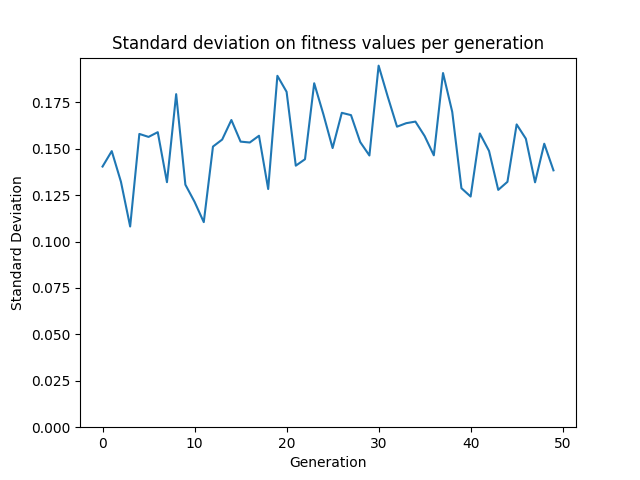 Standard deviation on fitness values per generation
Standard Deviation
0.175
0.150
0.125
0.100
0.075
0.050
0.025
0.000
0 10 20 30 40 50
Generation